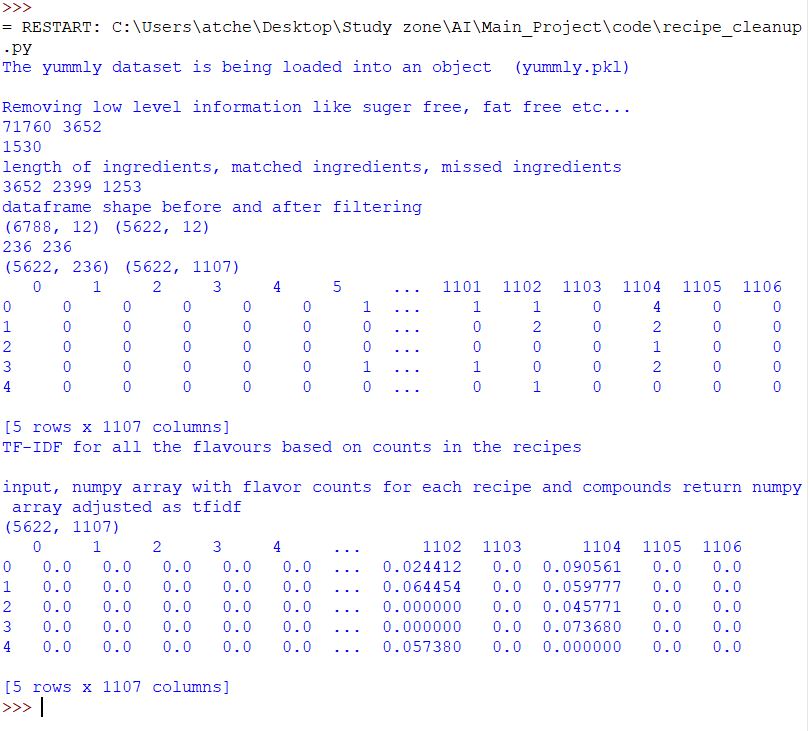 >>>
= RESTART: C:\Users\atche\Desktop\Study zone\AI\Main_Project\code\recipe_cleanup
.py
The yummly dataset is being loaded into an object  (yummly.pkl)
Removing low level information like suger free, fat free etc...
71760 3652
1530
length of ingredients, matched ingredients, missed ingredients
3652 2399 1253
dataframe shape before and after filtering
(6788, 12) (5622, 12)
236 236
(5622, 236) (5622, 1107)
   0     1     2     3     4     5     ...  1101  1102  1103  1104  1105  1106
0     0     0     0     0     0     1  ...     1     1     0     4     0     0
1     0     0     0     0     0     0  ...     0     2     0     2     0     0
2     0     0     0     0     0     0  ...     0     0     0     1     0     0
3     0     0     0     0     0     1  ...     1     0     0     2     0     0
4     0     0     0     0     0     0  ...     0     1     0     0     0     0
[5 rows x 1107 columns]
TF-IDF for all the flavours based on counts in the recipes
input, numpy array with flavor counts for each recipe and compounds return numpy
 array adjusted as tfidf
(5622, 1107)
   0     1     2     3     4     ...      1102  1103      1104  1105  1106
0   0.0   0.0   0.0   0.0   0.0  ...  0.024412   0.0  0.090561   0.0   0.0
1   0.0   0.0   0.0   0.0   0.0  ...  0.064454   0.0  0.059777   0.0   0.0
2   0.0   0.0   0.0   0.0   0.0  ...  0.000000   0.0  0.045771   0.0   0.0
3   0.0   0.0   0.0   0.0   0.0  ...  0.000000   0.0  0.073680   0.0   0.0
4   0.0   0.0   0.0   0.0   0.0  ...  0.057380   0.0  0.000000   0.0   0.0
[5 rows x 1107 columns]
>>>